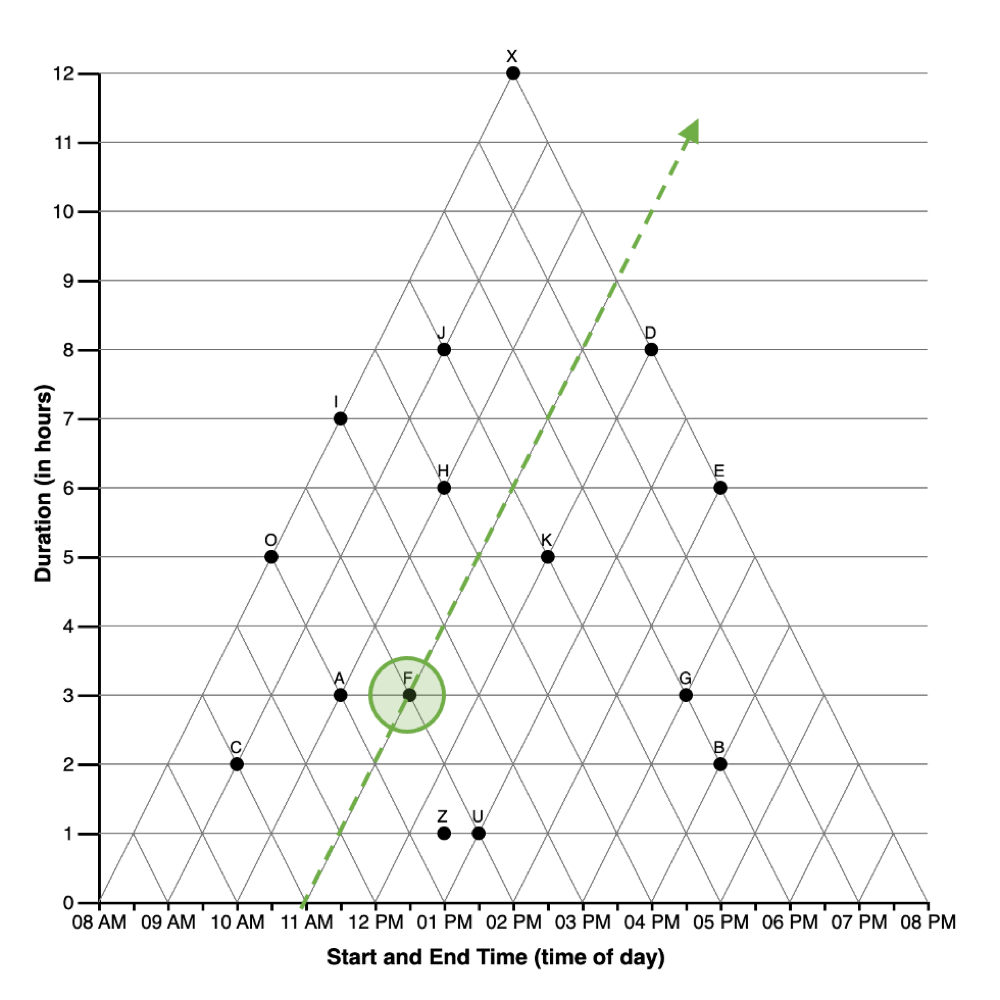 X
12
11
10
9
J
D
8
I
7
H
E
6
O
K
5
4
A
F
G
3
C
B
2
Z
U
1
0
08 AM 09 AM 10 AM 11 AM 12 PM 01 PM 02 PM 03 PM 04 PM 05 PM 06 PM 07 PM 08 PM
Duration (in hours)
Start and End Time (time of day)